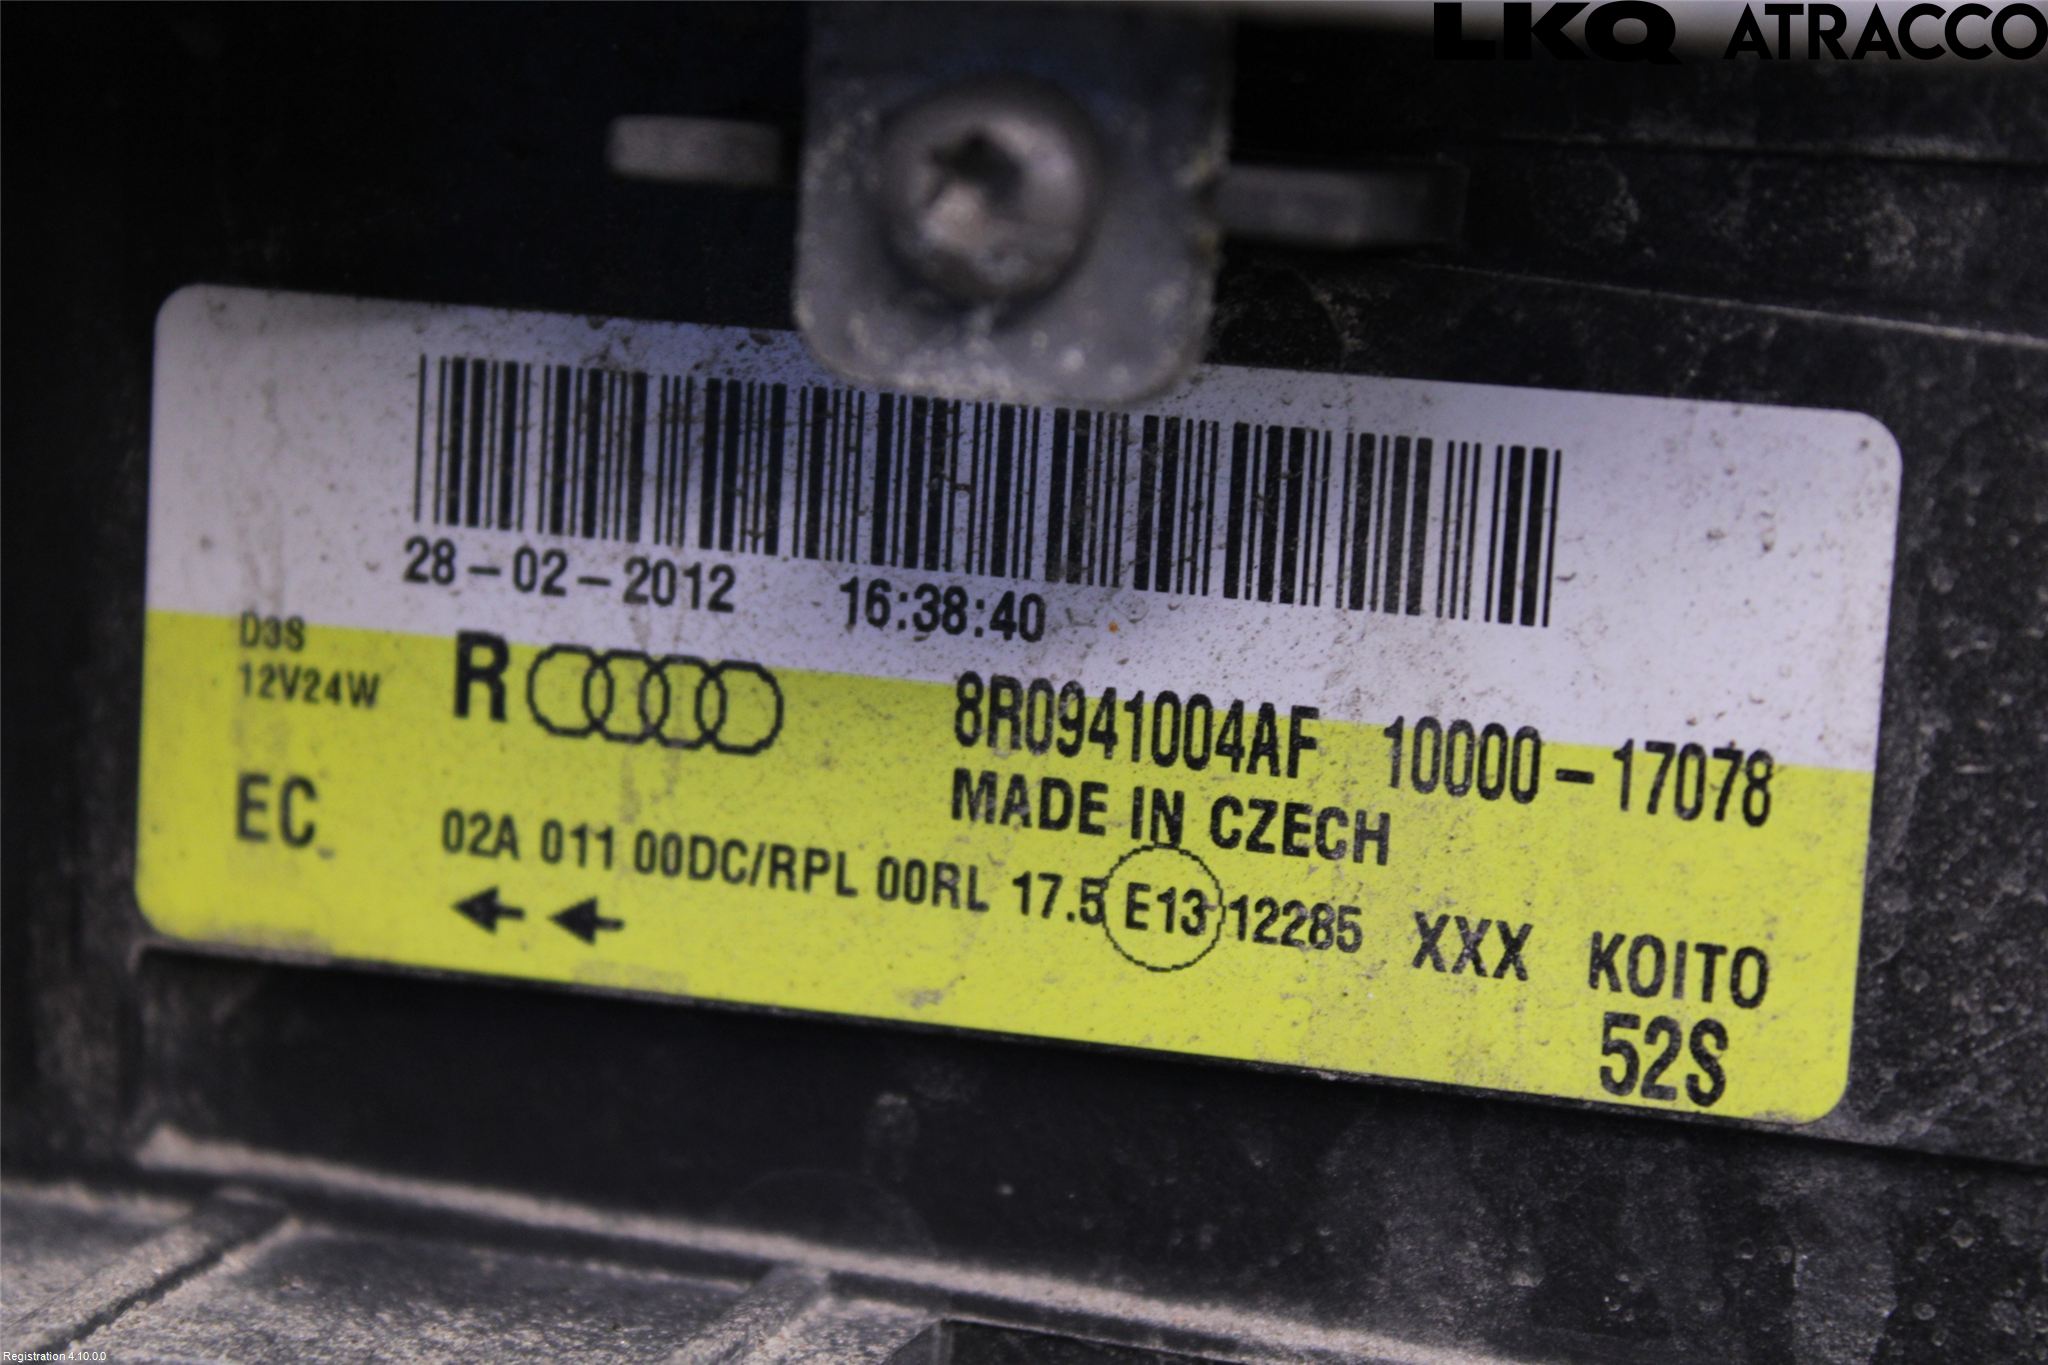 LKQ ATRACCO
28-02-2012 16:38:40
D3S
12V24W
R 8R0941004AF 10000-17078
MADE IN CZECH
EC
02A 011 00DC/RPL 00RL 17.5 E13 12285 XXX KOITO
52S
Registration 4.10.0.0